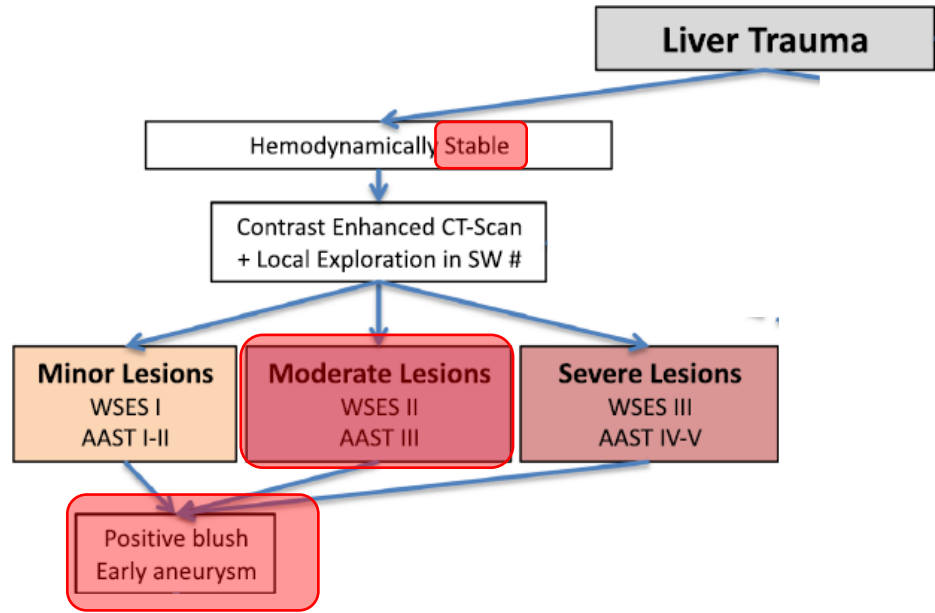 Liver Trauma
Hemodynamically Stable
Contrast Enhanced CT-Scan
+ Local Exploration in SW #
Minor Lesions
WSES I
AAST I-II
Moderate Lesions
WSES II
AAST III
Severe Lesions
WSES III
AAST IV-V
Positive blush
Early aneurysm